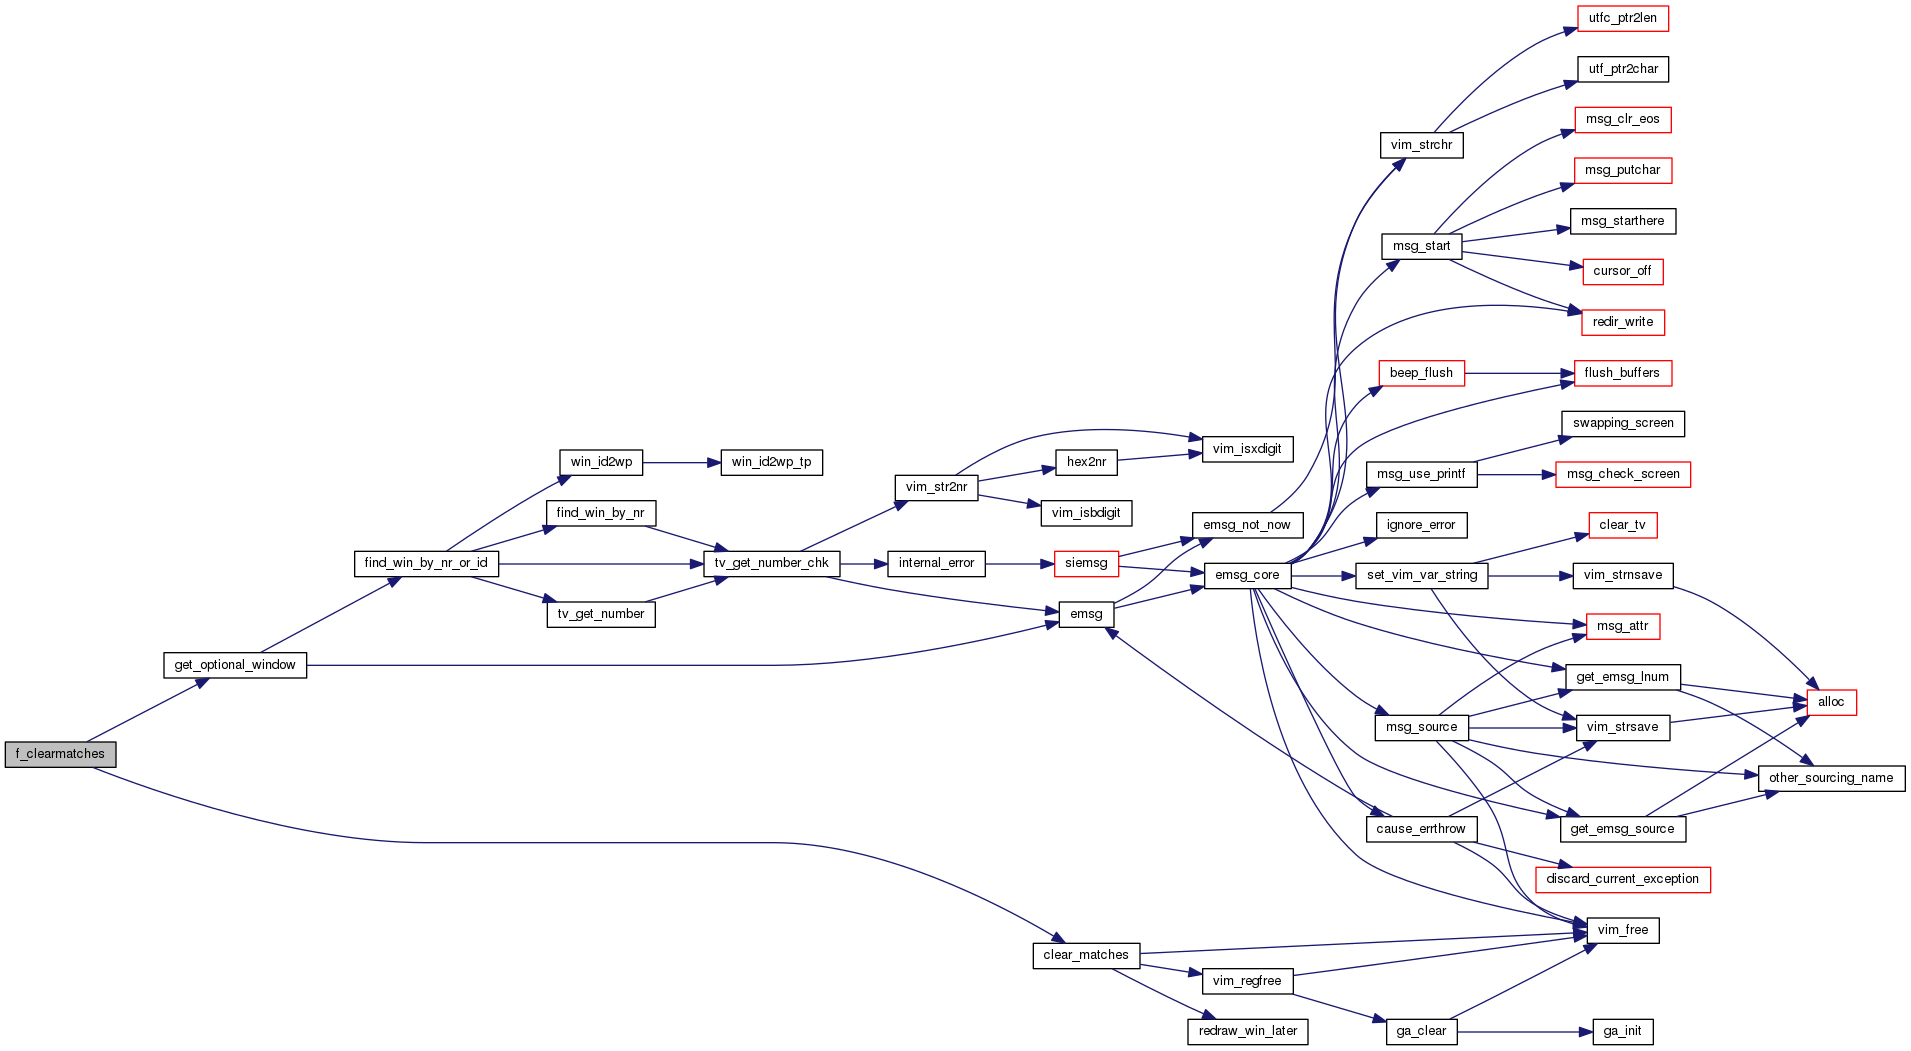 utfc_ptr2len
utf_ptr2char
msg_clr_eos
vim_strchr
msg_putchar
msg_starthere
msg_start
cursor_off
redir_write
beep_flush
flush_buffers
swapping_screen
win_id2wp
win_id2wp_tp
hex2nr
vim_isxdigit
msg_use_printf
msg_check_screen
vim_str2nr
find_win_by_nr
vim_isbdigit
emsg_not_now
ignore_error
clear_tv
find_win_by_nr_or_id
tv_get_number_chk
internal_error
siemsg
emsg_core
set_vim_var_string
vim_strnsave
tv_get_number
emsg
msg_attr
get_optional_window
get_emsg_lnum
alloc
msg_source
vim_strsave
f_clearmatches
other_sourcing_name
cause_errthrow
get_emsg_source
discard_current_exception
vim_free
clear_matches
vim_regfree
redraw_win_later
ga_clear
ga_init